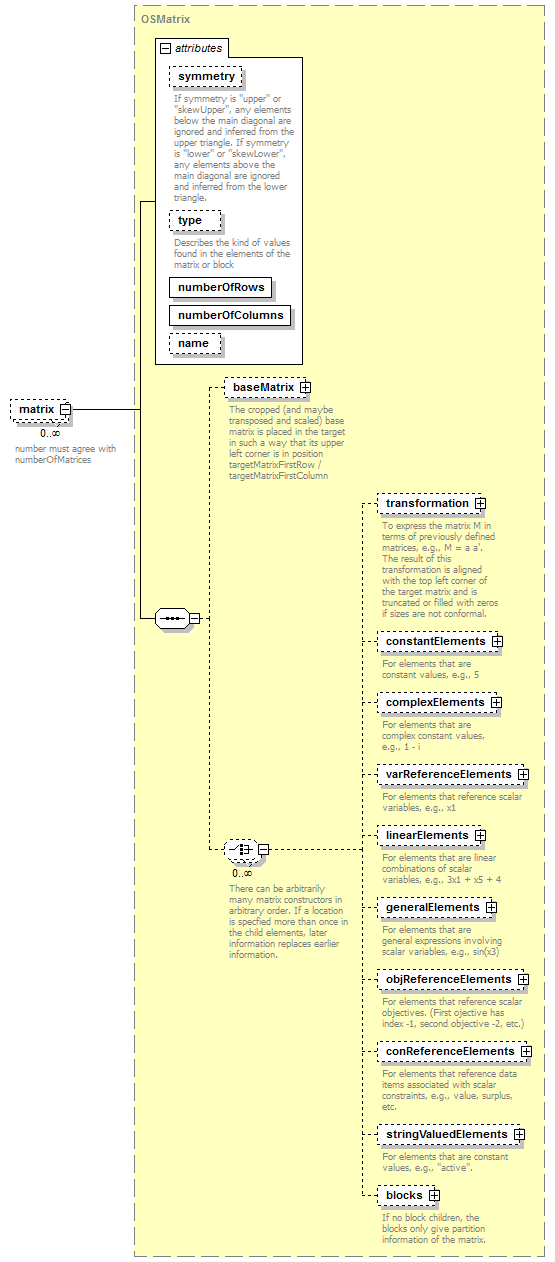 OSMatrix
attributes
symmetry
If symmetry is "upper" or
"skewUpper", any elements
below the main diagonal are
ignored and inferred from the
upper triangle. If symmetry
is "lower" or "skewLower",
any elements above the
main diagonal are ignored
and inferred from the lower
triangle.
type
Describes the kind of values
found in the elements of the
matrix or block
numberOfRows
numberOfColumns
name
matrix
0..∞
number must agree with
numberOfMatrices
baseMatrix
The cropped (and maybe
transposed and scaled) base
matrix is placed in the target
in such a way that its upper
left corner is in position
targetMatrixFirstRow /
targetMatrixFirstColumn
0..∞
There can be arbitrarily
many matrix constructors in
arbitrary order. If a location
is specfied more than once in
the child elements, later
information replaces earlier
information.
transformation
To express the matrix M in
terms of previously defined
matrices, e.g., M = a a'.
The result of this
transformation is aligned
with the top left corner of
the target matrix and is
truncated or filled with zeros
if sizes are not conformal.
constantElements
For elements that are
constant values, e.g., 5
complexElements
For elements that are
complex constant values,
e.g., 1 - i
varReferenceElements
For elements that reference scalar
variables, e.g., x1
linearElements
For elements that are linear
combinations of scalar
variables, e.g., 3x1 + x5 + 4
generalElements
For elements that are
general expressions involving
scalar variables, e.g., sin(x3)
objReferenceElements
For elements that reference scalar
objectives. (First ojective has
index -1, second objective -2, etc.)
conReferenceElements
For elements that reference data
items associated with scalar
constraints, e.g., value, surplus,
etc.
stringValuedElements
For elements that are constant
values, e.g., "active".
blocks
If no block children, the
blocks only give partition
information of the matrix.